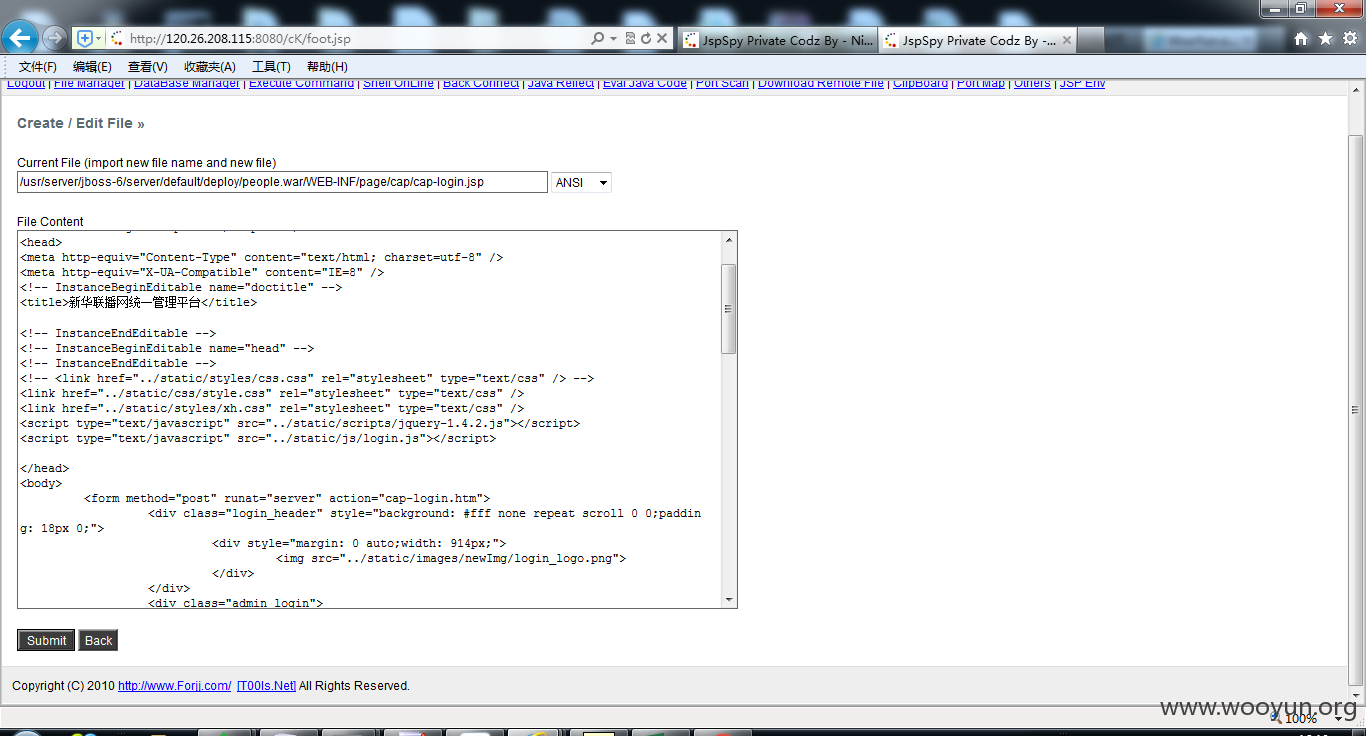 http://120.26.208.115:8080/cK/foot.jsp
JspSpy Private Codz By - Ni...
JspSpy Private Codz By -...
文件(F) 编辑(E) 查看(V) 收藏夹(A) 工具(T) 帮助(H)
Logout | File Manager | DataBase Manager | Execute Command | Shell OnLine | Back Connect | Java Reflect | Eval Java Code | Port Scan | Download Remote File | ClipBoard | Port Map | Others | JSP Env
Create / Edit File »
Current File (import new file name and new file)
/usr/server/jboss-6/server/default/deploy/people.war/WEB-INF/page/cap/cap-login.jsp ANSI
File Content
<head>
<meta http-equiv="Content-Type" content="text/html; charset=utf-8" />
<meta http-equiv="X-UA-Compatible" content="IE=8" />
<!-- InstanceBeginEditable name="doctitle" -->
<title>新华联播网统一管理平台</title>
<!-- InstanceEndEditable -->
<!-- InstanceBeginEditable name="head" -->
<!-- InstanceEndEditable -->
<!-- <link href="../static/styles/css.css" rel="stylesheet" type="text/css" /> -->
<link href="../static/css/style.css" rel="stylesheet" type="text/css" />
<link href="../static/styles/xh.css" rel="stylesheet" type="text/css" />
<script type="text/javascript" src="../static/scripts/jquery-1.4.2.js"></script>
<script type="text/javascript" src="../static/js/login.js"></script>
</head>
<body>
<form method="post" runat="server" action="cap-login.htm">
<div class="login_header" style="background: #fff none repeat scroll 0 0;paddin
g: 18px 0;">
<div style="margin: 0 auto;width: 914px;">
<img src="../static/images/newImg/login_logo.png">
</div>
</div>
<div class="admin_login">
Submit Back
Copyright (C) 2010 http://www.Forjj.com/ [T00ls.Net] All Rights Reserved.
www.wooyun.org
100%